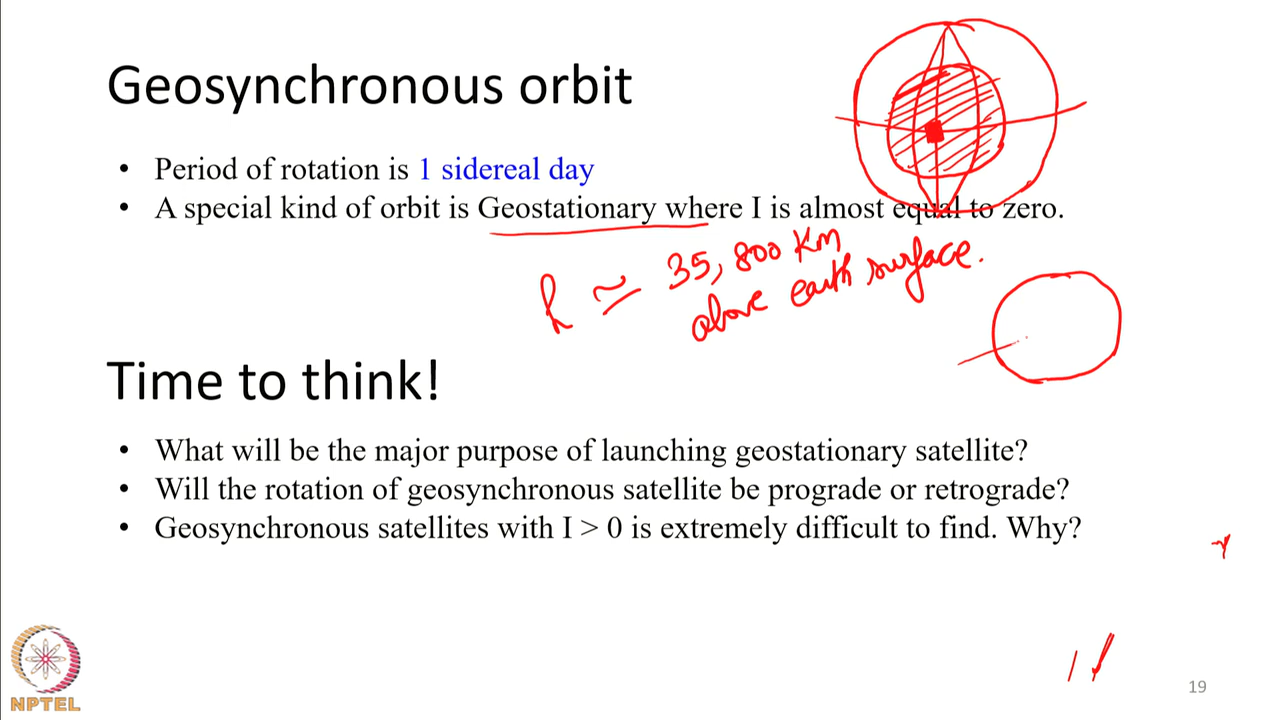 Geosynchronous orbit
• Period of rotation is 1 sidereal day
• A special kind of orbit is Geostationary where I is almost equal to zero.
h ≃ 35,800 Km
above earth surface.
Time to think!
• What will be the major purpose of launching geostationary satellite?
• Will the rotation of geosynchronous satellite be prograde or retrograde?
• Geosynchronous satellites with I > 0 is extremely difficult to find. Why?
NPTEL
19